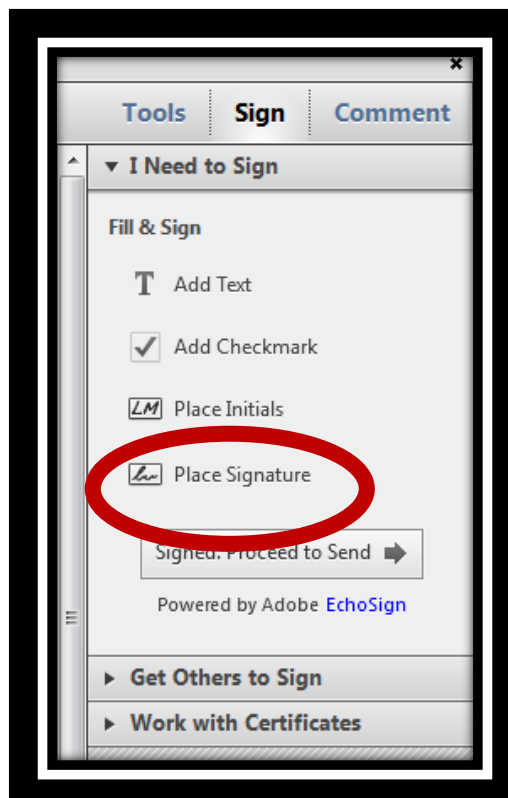 Tools Sign Comment
I Need to Sign
Fill & Sign
T Add Text
Add Checkmark
LM Place Initials
Place Signature
Signed. Proceed to Send
Powered by Adobe EchoSign
Get Others to Sign
Work with Certificates